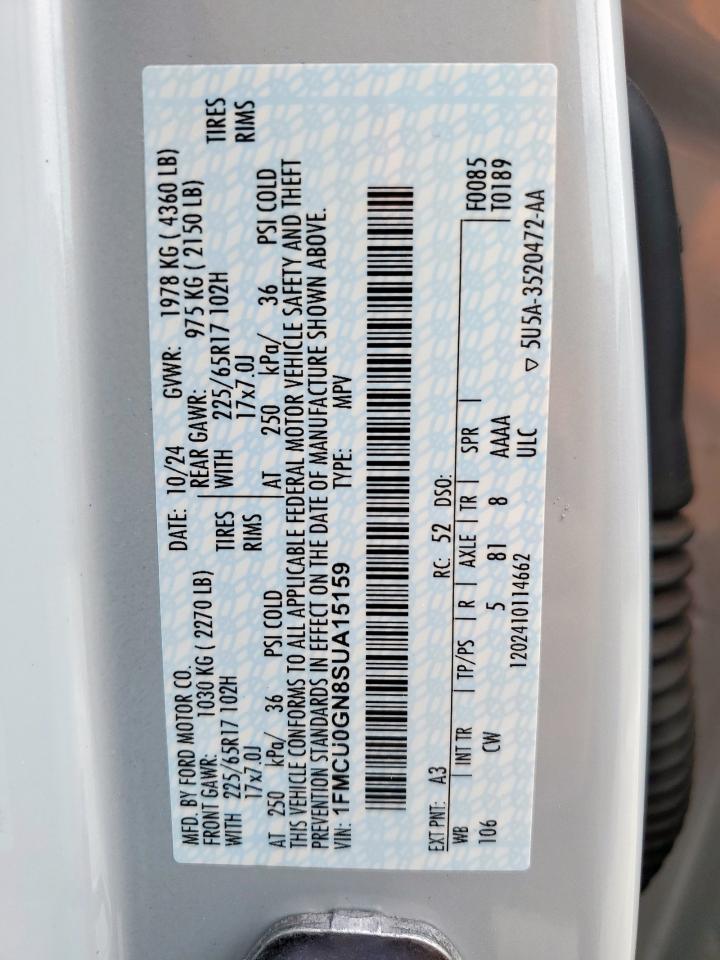 MFD. BY FORD MOTOR CO. DATE: 10/24 GVWR: 1978 KG ( 4360 LB)
FRONT GAWR: 1030 KG ( 2270 LB) REAR GAWR: 975 KG ( 2150 LB)
WITH 225/65R17 102H TIRES WITH 225/65R17 102H TIRES
17x7.0J RIMS 17x7.0J RIMS
AT 250 kPa/ 36 PSI COLD AT 250 kPa/ 36 PSI COLD
THIS VEHICLE CONFORMS TO ALL APPLICABLE FEDERAL MOTOR VEHICLE SAFETY AND THEFT
PREVENTION STANDARDS IN EFFECT ON THE DATE OF MANUFACTURE SHOWN ABOVE.
VIN: 1FMCU0GN8SUA15159 TYPE: MPV
EXT PNT: A3 RC: 52 DSO:
WB INT TR TP/PS R AXLE TR SPR F0085
106 CW 5 81 8 AAAA T0189
1202410114662 ULC ▽ 5U5A-3520472-AA